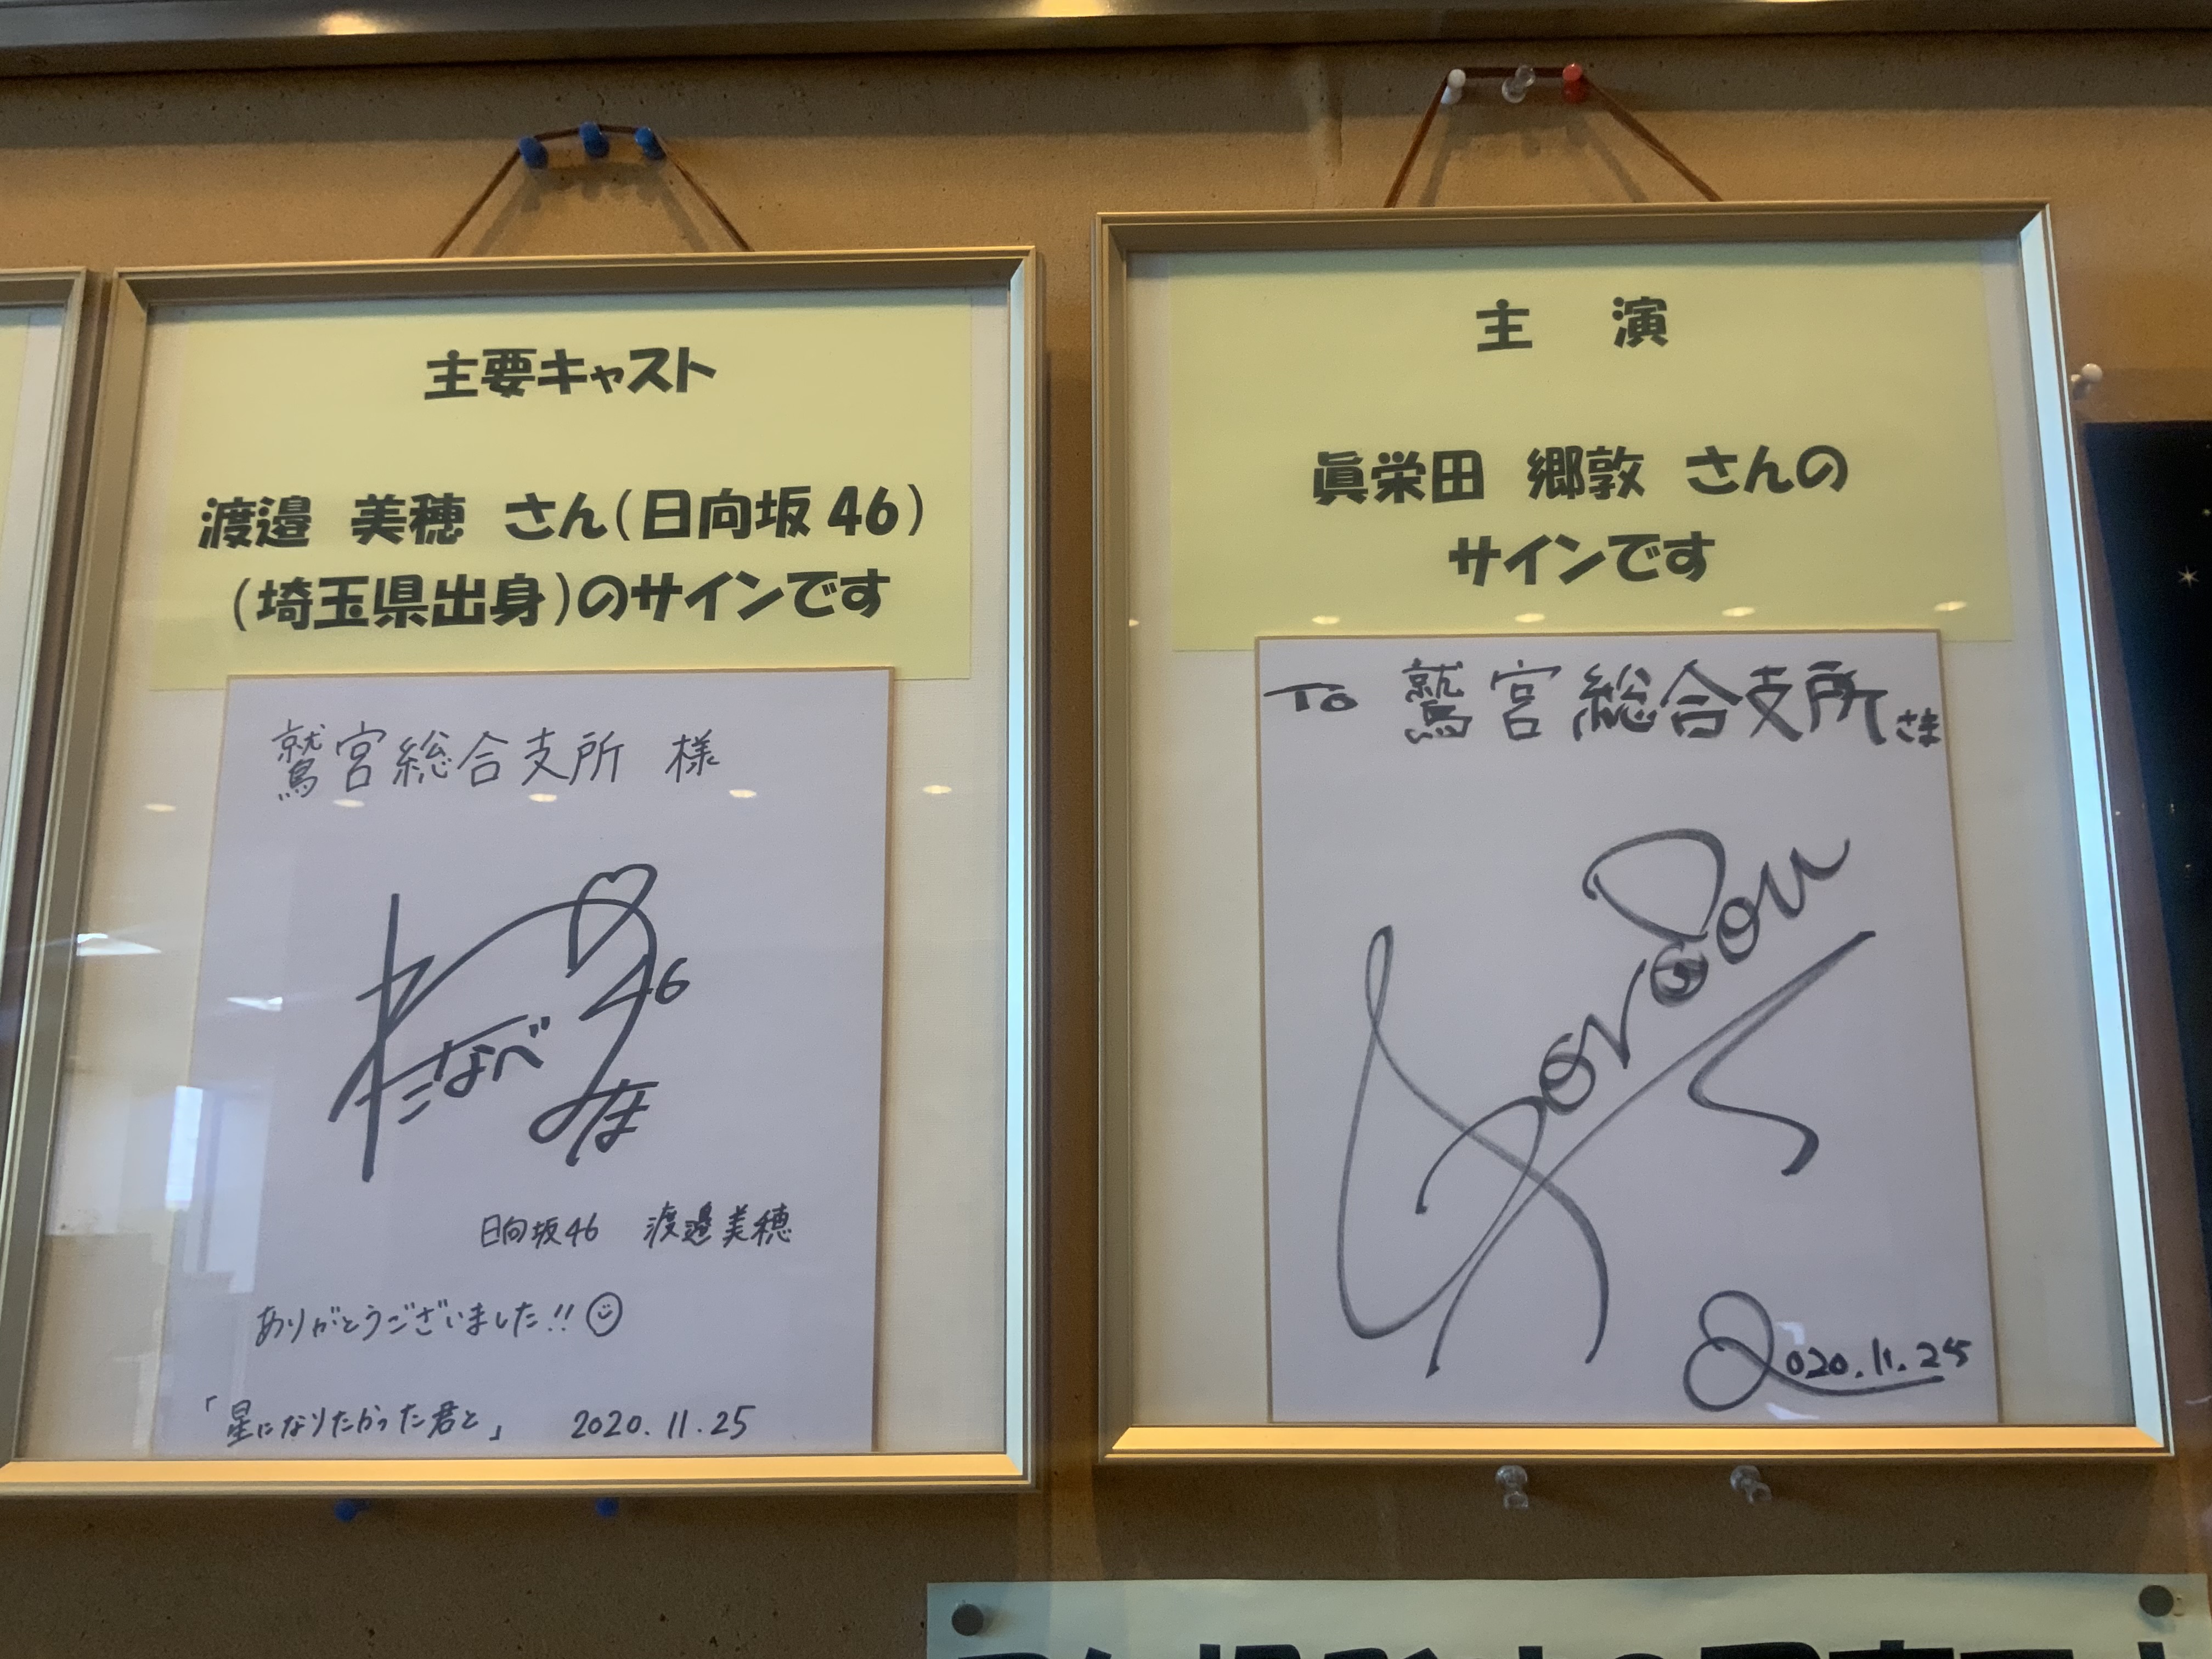 主要キャスト
渡邉 美穂 さん(日向坂46)
(埼玉県出身)のサインです
鷲宮総合支所 様
わたなべ
46
みほ
日向坂46 渡邉美穂
ありがとうございました!!
「星になりたかった君と」 2020.11.25
主 演
眞栄田 郷敦 さんの
サインです
To 鷲宮総合支所さま
Gordon
2020.11.25